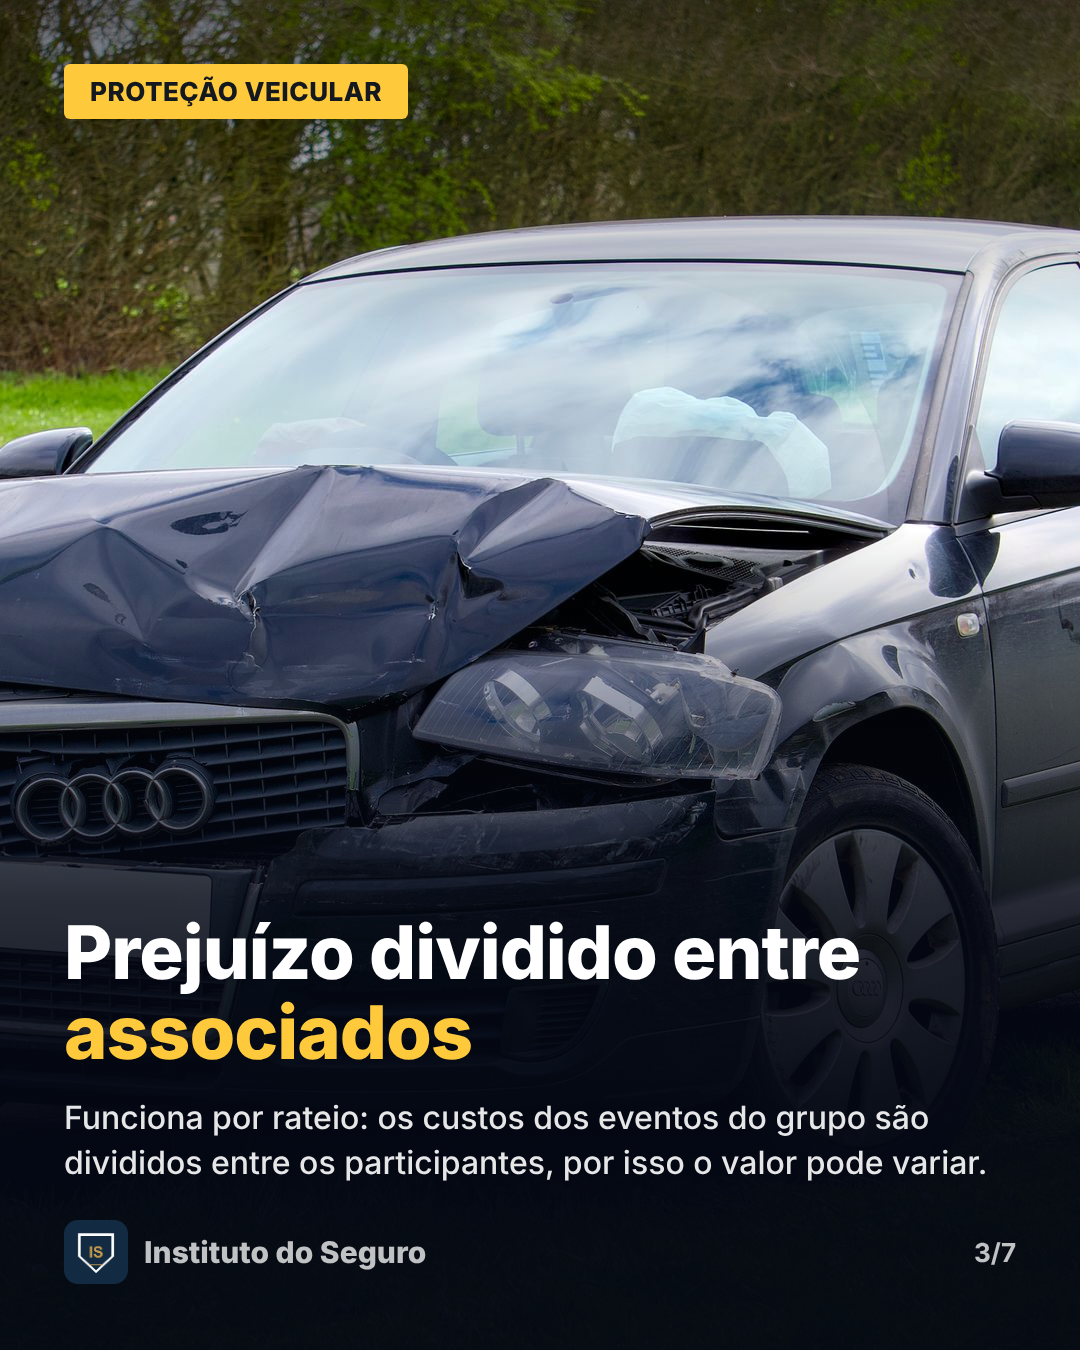 PROTEÇÃO VEICULAR
Prejuízo dividido entre
associados
Funciona por rateio: os custos dos eventos do grupo são
divididos entre os participantes, por isso o valor pode variar.
IS
Instituto do Seguro
3/7